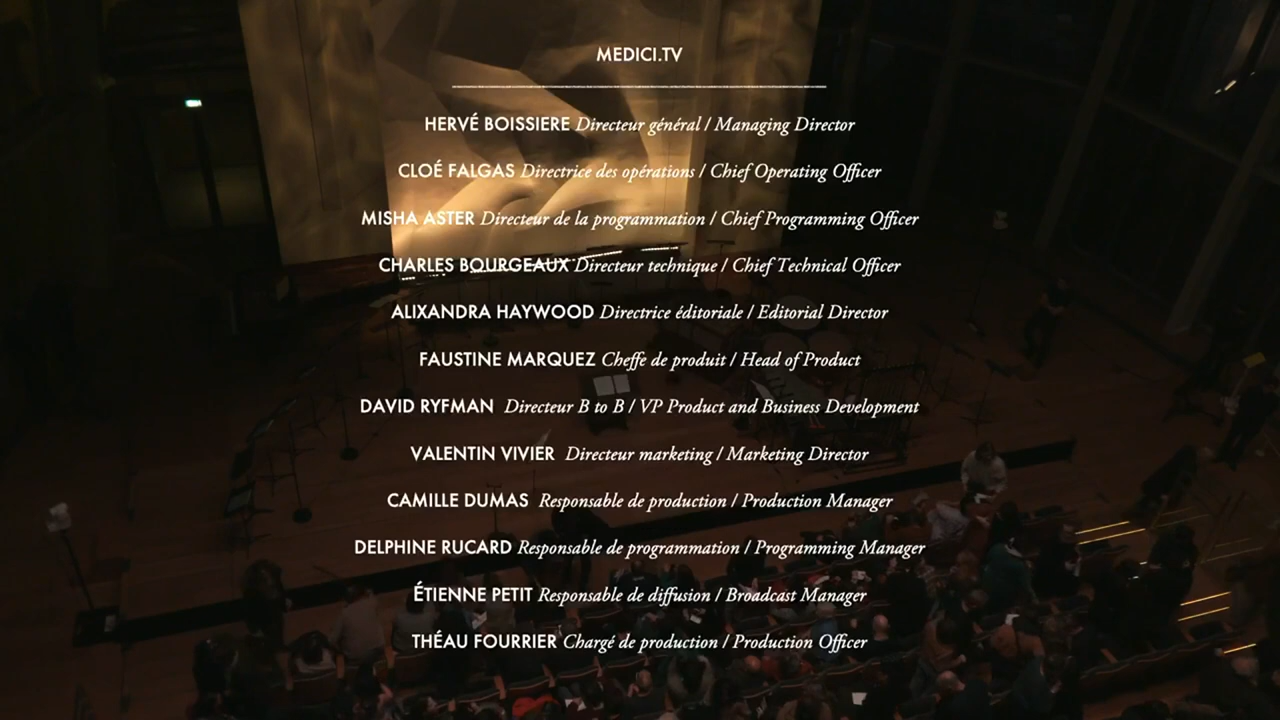 MEDICI.TV
HERVÉ BOISSIERE Directeur général / Managing Director
CLOÉ FALGAS Directrice des opérations / Chief Operating Officer
MISHA ASTER Directeur de la programmation / Chief Programming Officer
CHARLES BOURGEAUX Directeur technique / Chief Technical Officer
ALIXANDRA HAYWOOD Directrice éditoriale / Editorial Director
FAUSTINE MARQUEZ Cheffe de produit / Head of Product
DAVID RYFMAN Directeur B to B / VP Product and Business Development
VALENTIN VIVIER Directeur marketing / Marketing Director
CAMILLE DUMAS Responsable de production / Production Manager
DELPHINE RUCARD Responsable de programmation / Programming Manager
ÉTIENNE PETIT Responsable de diffusion / Broadcast Manager
THÉAU FOURRIER Chargé de production / Production Officer